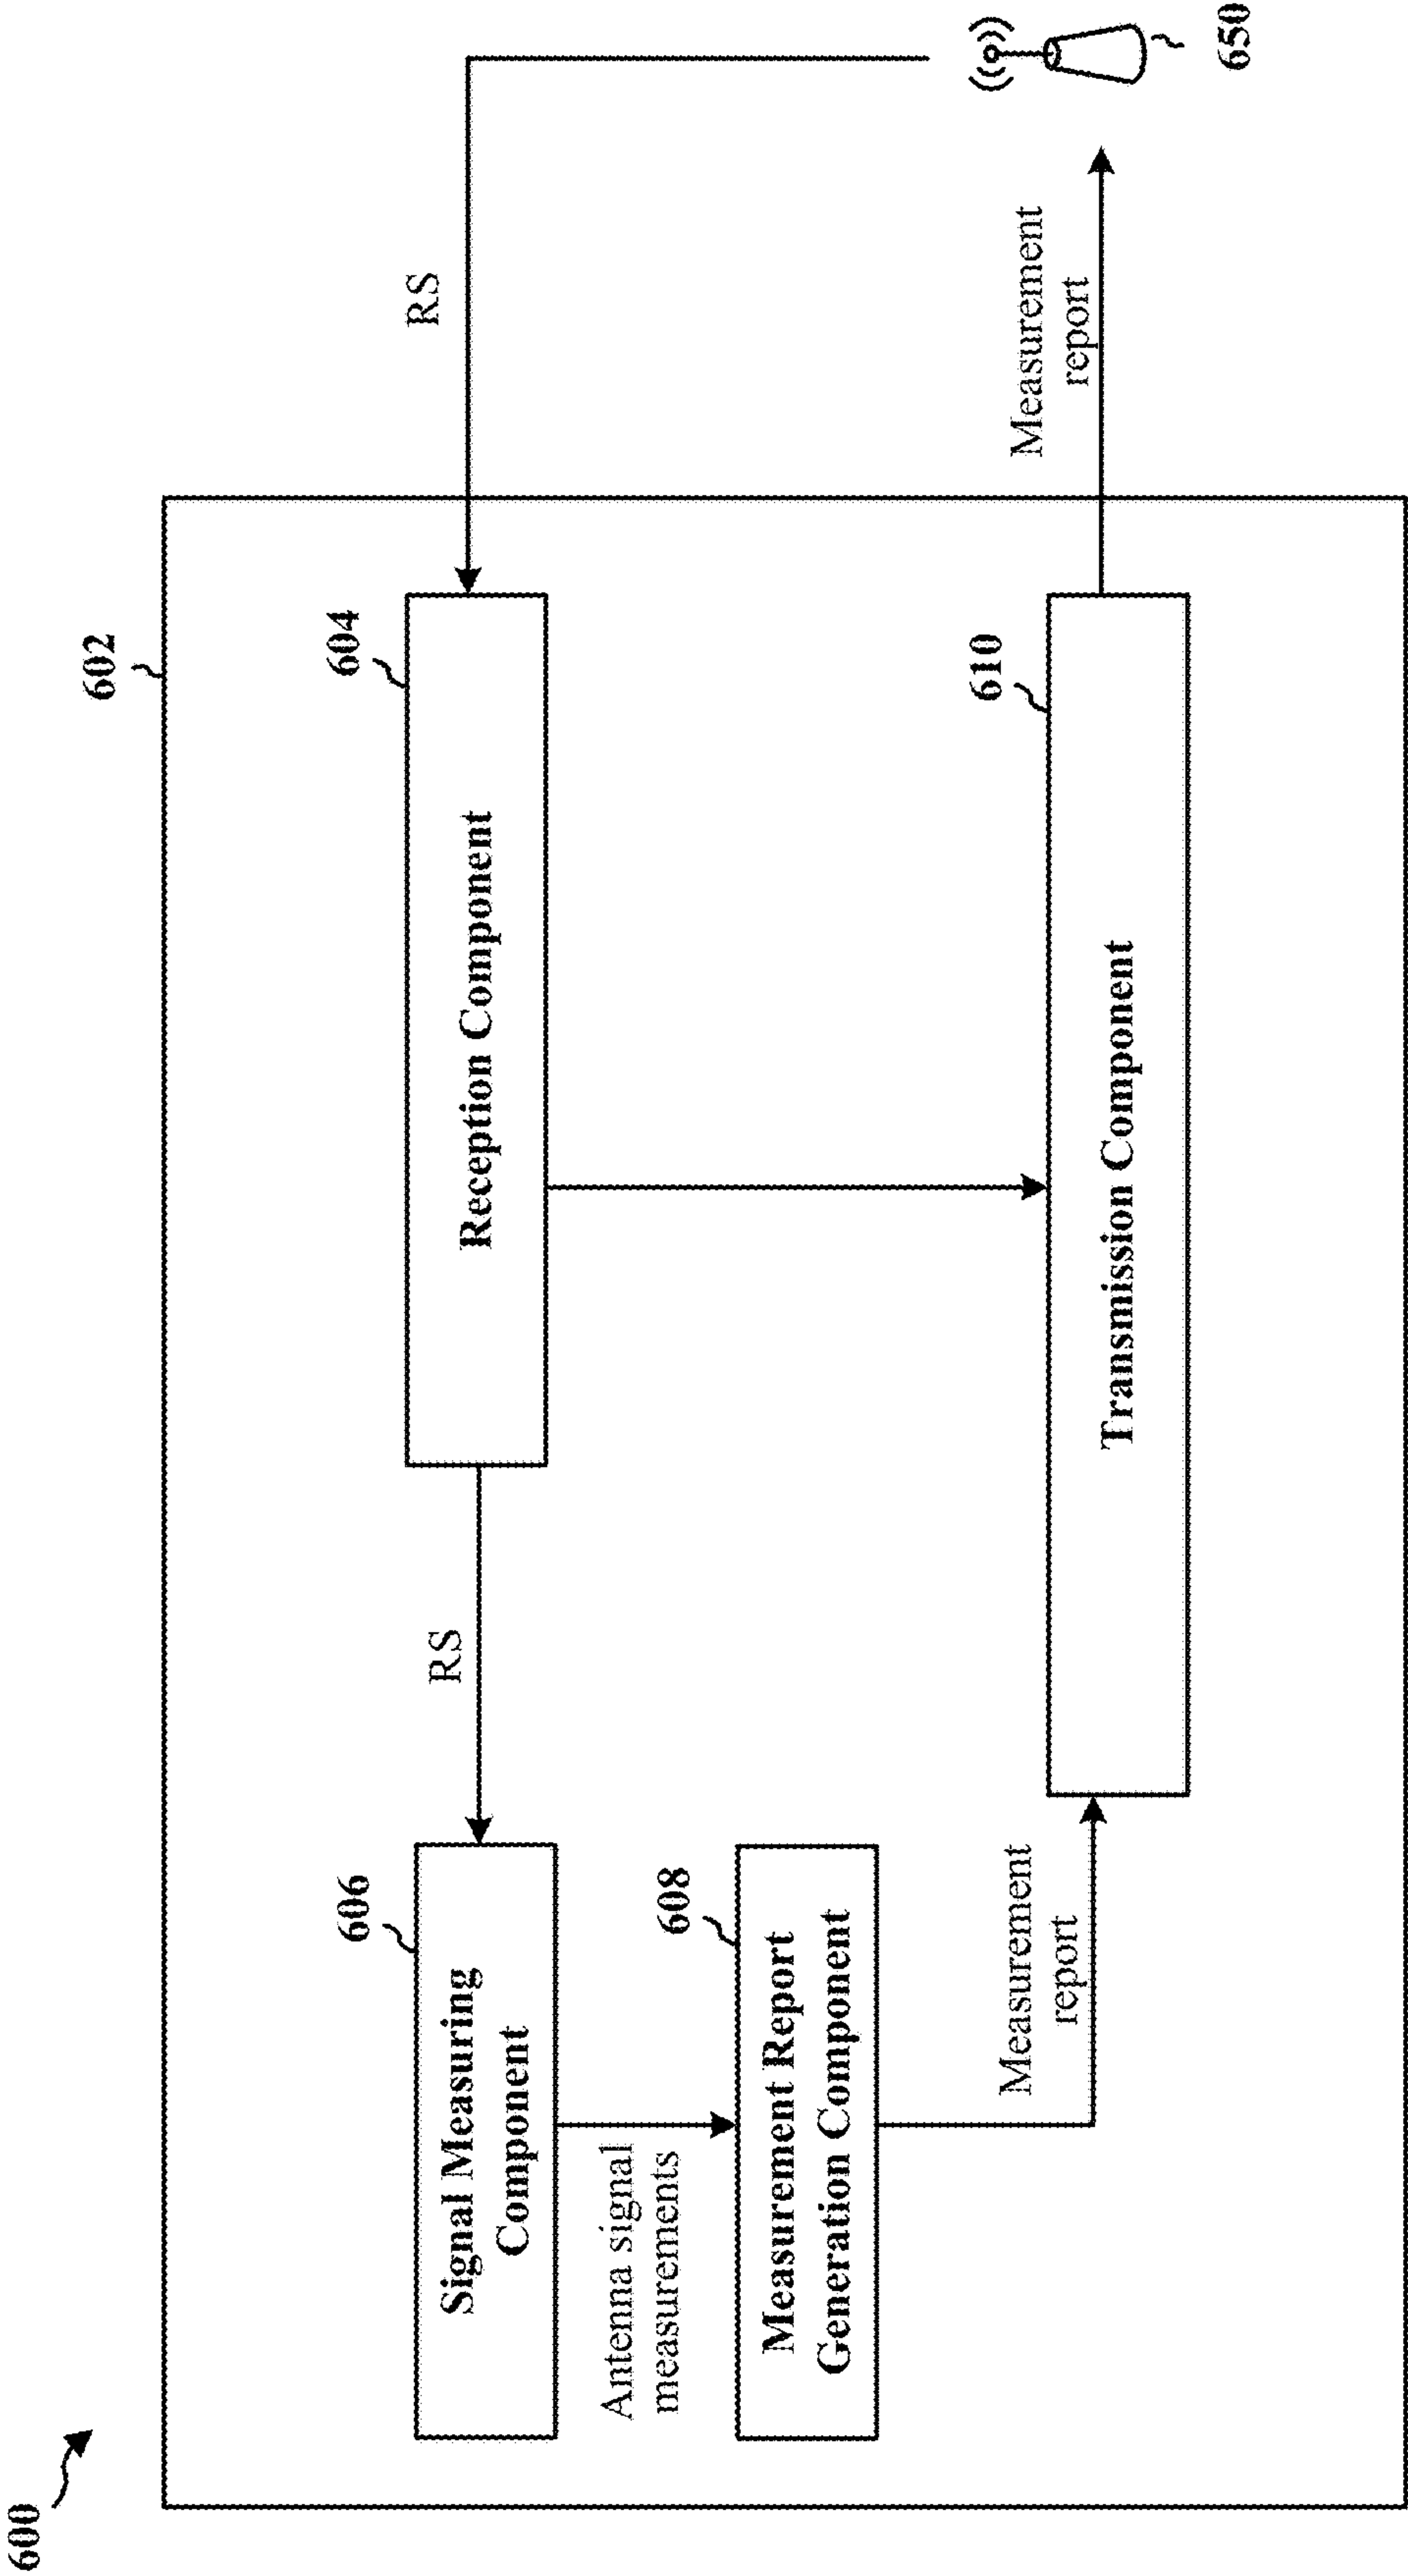 600
602
606
Signal Measuring
Component
RS
604
Reception Component
RS
Antenna signal
measurements
608
Measurement Report
Generation Component
Measurement
report
610
Transmission Component
Measurement
report
650